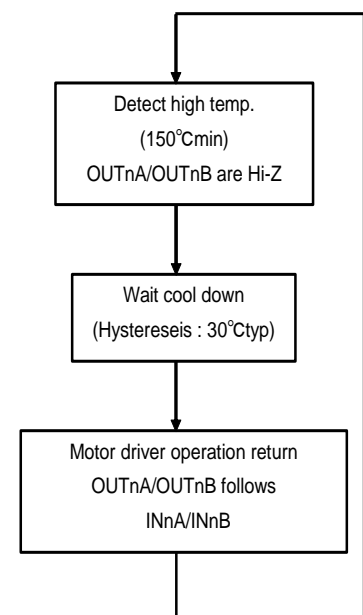 Detect high temp.
(150°Cmin)
OUTnA/OUTnB are Hi-Z
Wait cool down
(Hystereseis : 30°Ctyp)
Motor driver operation return
OUTnA/OUTnB follows
INnA/INnB